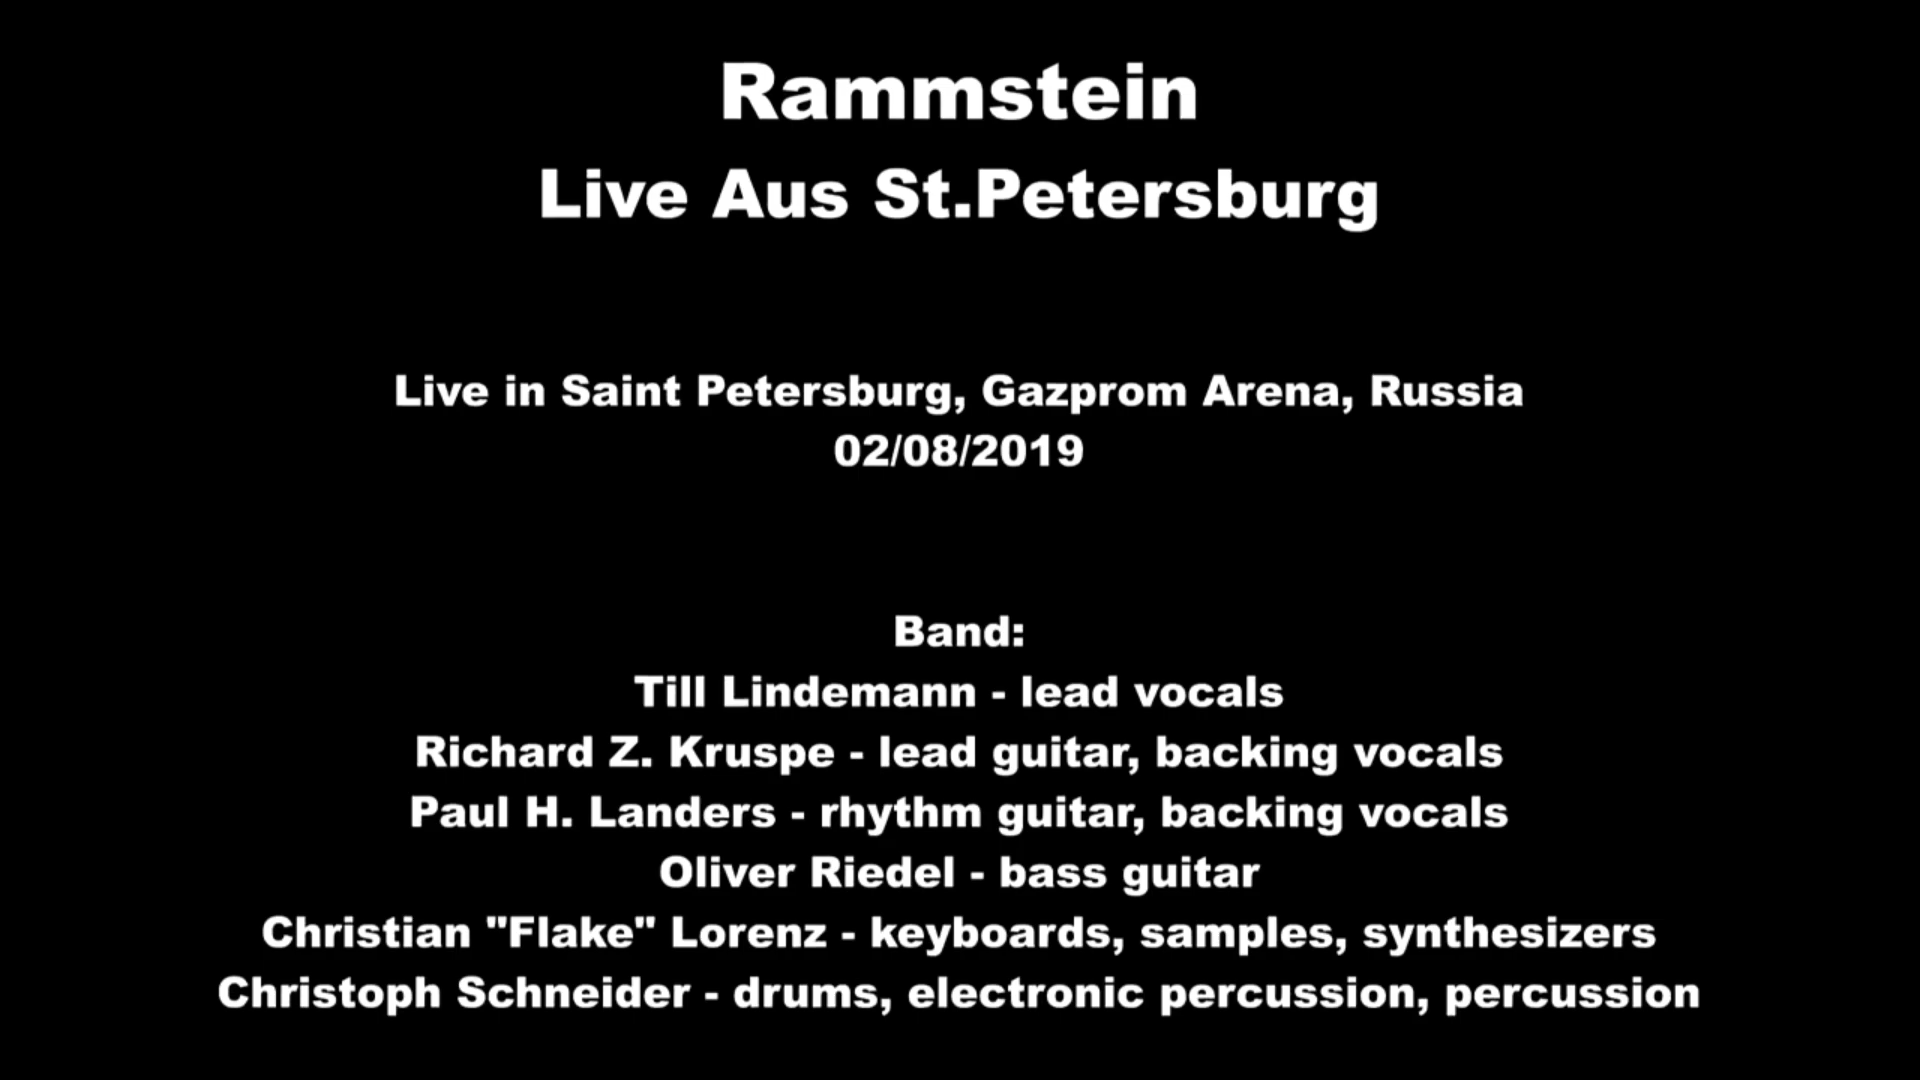 Rammstein
Live Aus St.Petersburg
Live in Saint Petersburg, Gazprom Arena, Russia
02/08/2019
Band:
Till Lindemann - lead vocals
Richard Z. Kruspe - lead guitar, backing vocals
Paul H. Landers - rhythm guitar, backing vocals
Oliver Riedel - bass guitar
Christian "Flake" Lorenz - keyboards, samples, synthesizers
Christoph Schneider - drums, electronic percussion, percussion